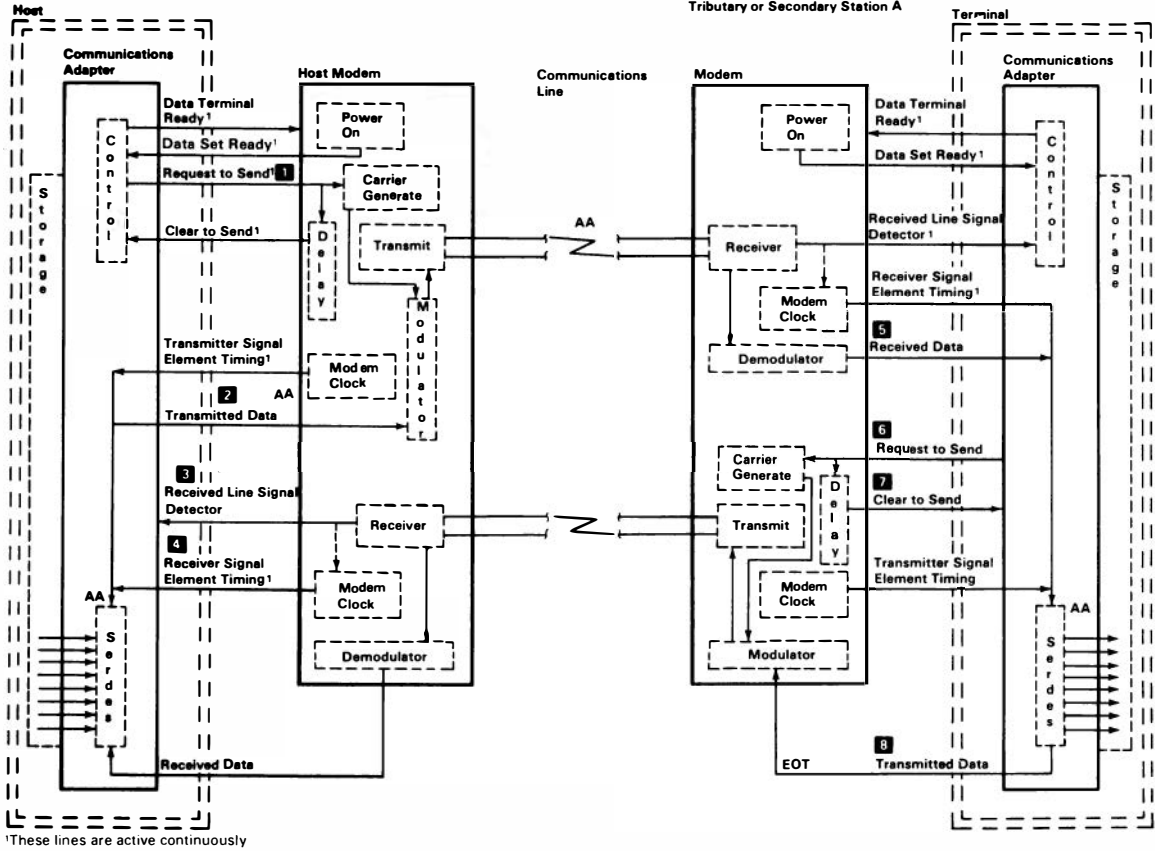 Host
Communications
Adapter
Storage
Control
Data Terminal
Ready¹
Data Set Ready¹
Request to Send¹ 1
Clear to Send¹
Transmitter Signal
Element Timing¹
2 AA
Transmitted Data
3
Received Line Signal
Detector
4
Receiver Signal
Element Timing¹
AA
Serdes
Received Data
Host Modem
Power
On
Carrier
Generate
Delay
Transmit
Modulator
Modem
Clock
Receiver
Modem
Clock
Demodulator
Communications
Line
AA
Tributary or Secondary Station A
Modem
Power
On
Receiver
Modem
Clock
Demodulator
Carrier
Generate
Delay
Transmit
Modem
Clock
Modulator
Terminal
Communications
Adapter
Data Terminal
Ready¹
Data Set Ready¹
Received Line Signal
Detector¹
Receiver Signal
Element Timing¹
5
Received Data
6
Request to Send
7
Clear to Send
Transmitter Signal
Element Timing
8
EOT Transmitted Data
Control
Storage
AA
Serdes
¹These lines are active continuously